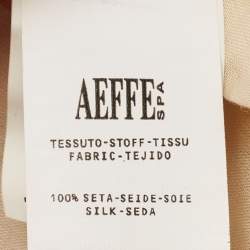 AEFFE SPA
TESSUTO-STOFF-TISSU
FABRIC-TEJIDO
100% SETA-SEIDE-SOIE
SILK-SEDA